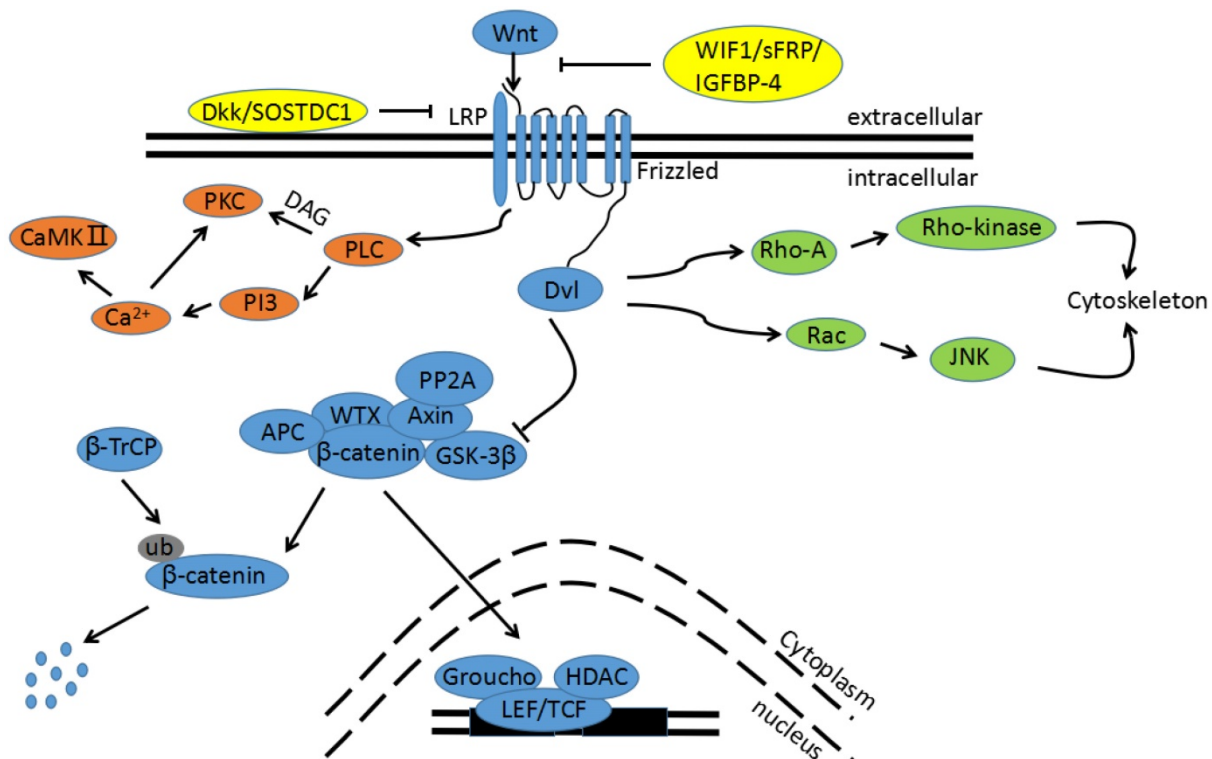 Wnt
WIF1/sFRP/
IGFBP-4
Dkk/SOSTDC1
LRP
extracellular
Frizzled
intracellular
PKC
DAG
CaMKⅡ
PLC
Rho-A
Rho-kinase
Ca²⁺
PI3
Dvl
Cytoskeleton
Rac
JNK
PP2A
WTX
Axin
APC
β-TrCP
β-catenin
GSK-3β
ub
β-catenin
Cytoplasm
nucleus
Groucho
HDAC
LEF/TCF